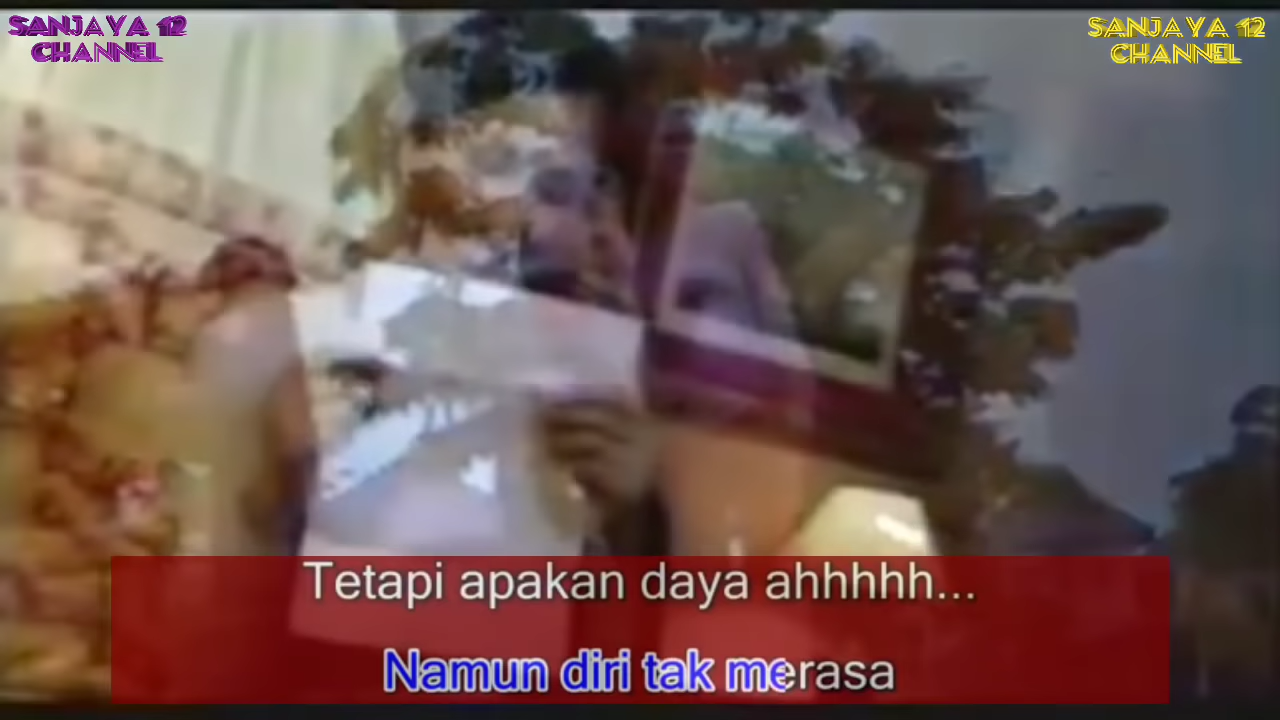 SANJAYA 12
CHANNEL
SANJAYA 12
CHANNEL
Tetapi apakan daya ahhhhh...
Namun diri tak merasa